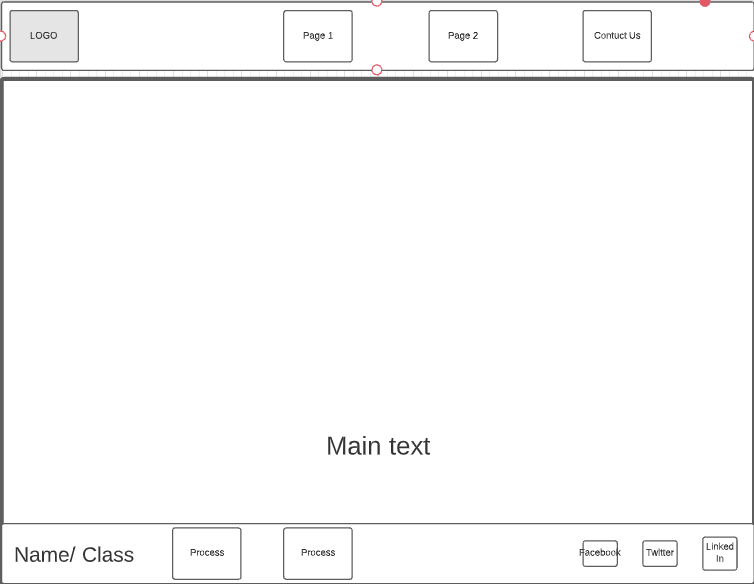 LOGO
Page 1
Page 2
Contuct Us
Main text
Name/ Class
Process
Process
Facebook
Twitter
Linked
In